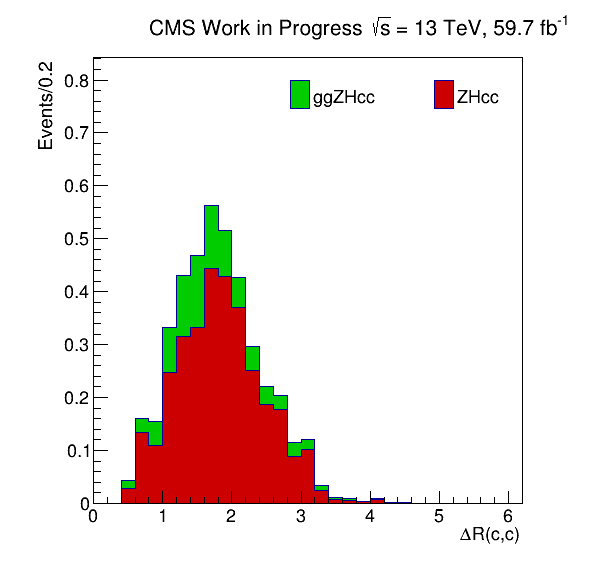 CMS Work in Progress √s = 13 TeV, 59.7 fb⁻¹
Events/0.2
ggZHcc ZHcc
0.8
0.7
0.6
0.5
0.4
0.3
0.2
0.1
0
0 1 2 3 4 5 6
ΔR(c,c)